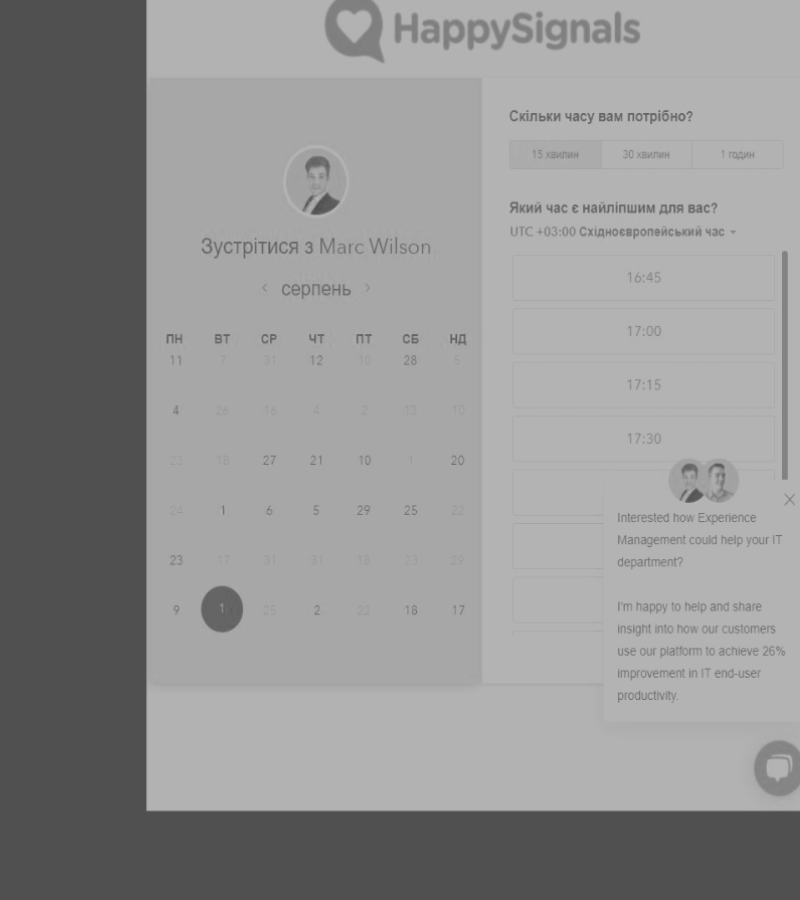 HappySignals
Зустрітися з Marc Wilson
серпень
ПН ВТ СР ЧТ ПТ СБ НД
11 7 31 12 10 28 5
4 26 16 4 2 13 10
23 18 27 21 10 1 20
24 1 6 5 29 25 22
23 17 31 31 18 23 29
9 1 25 2 22 18 17
Скільки часу вам потрібно?
15 хвилин 30 хвилин 1 годин
Який час є найліпшим для вас?
UTC +03:00 Східноєвропейський час
16:45
17:00
17:15
17:30
Interested how Experience
Management could help your IT
department?
I'm happy to help and share
insight into how our customers
use our platform to achieve 26%
improvement in IT end-user
productivity.